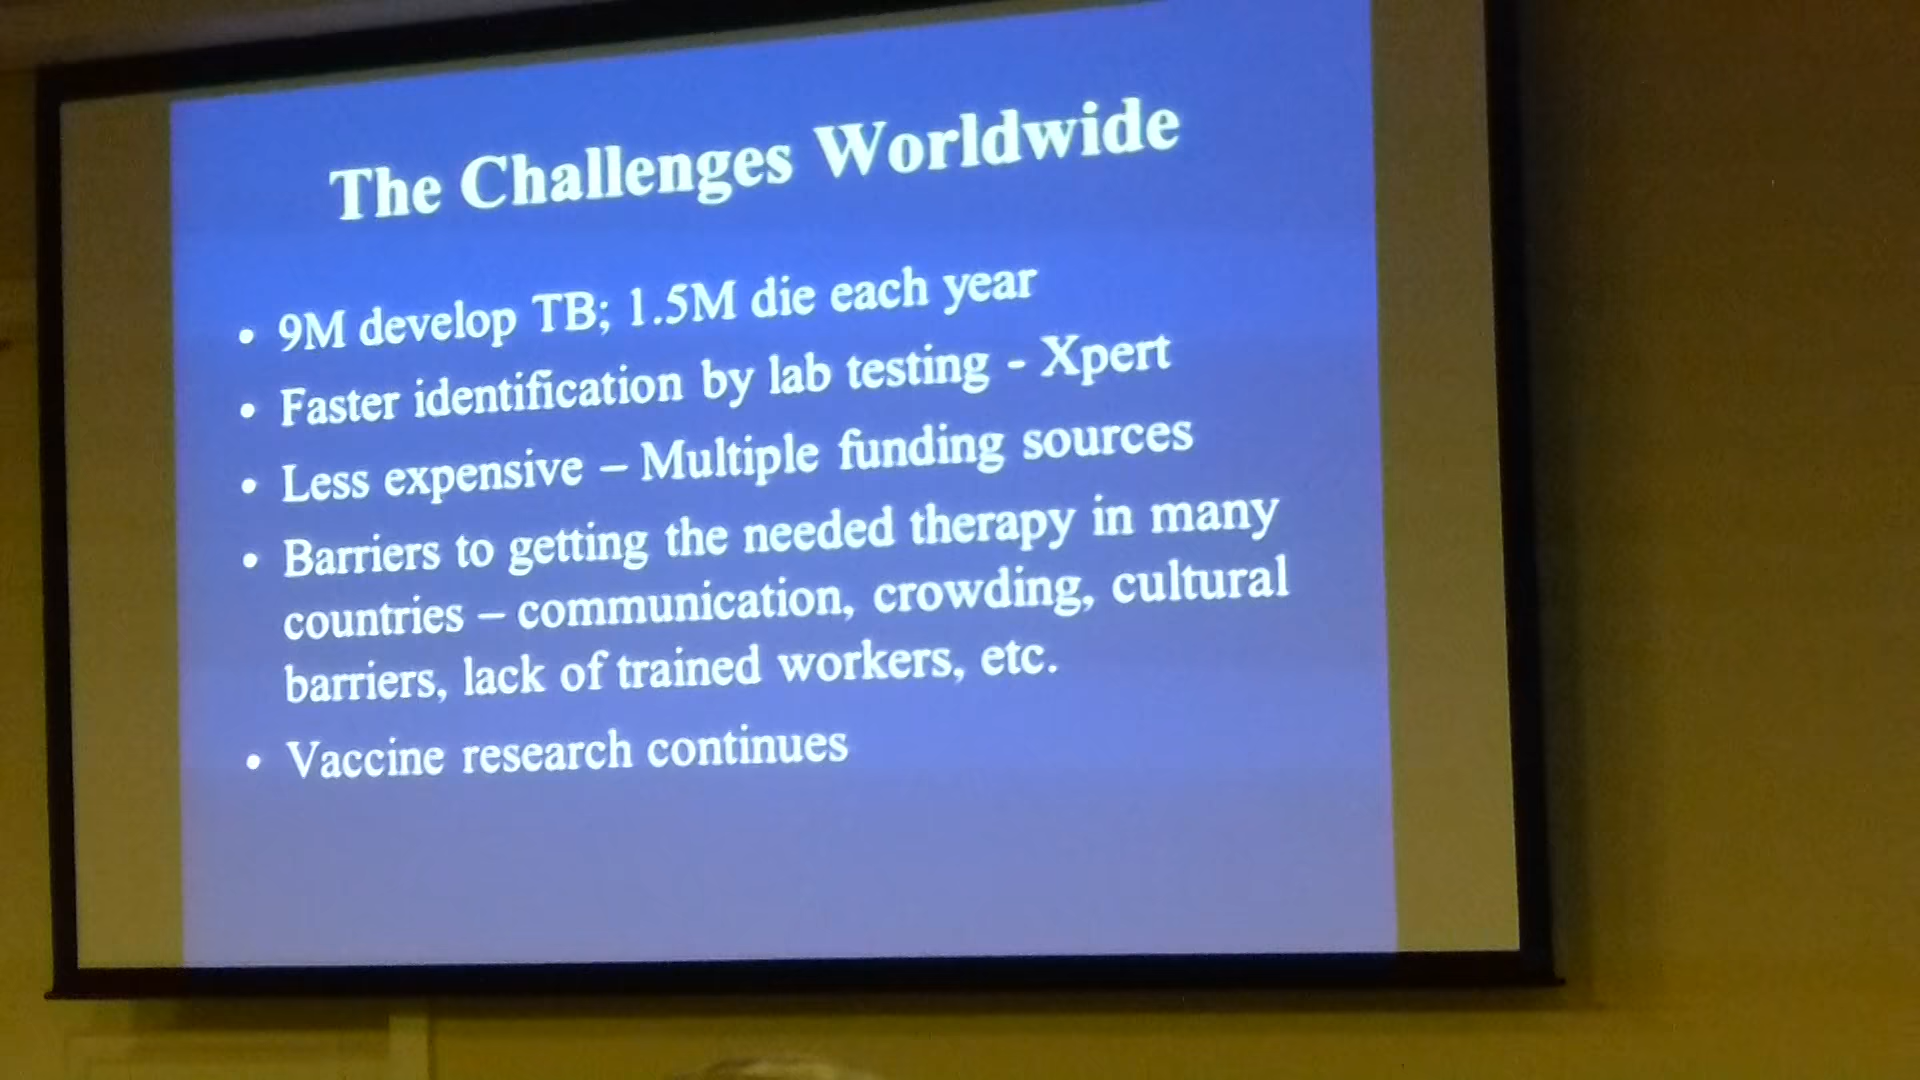 The Challenges Worldwide
• 9M develop TB; 1.5M die each year
• Faster identification by lab testing - Xpert
• Less expensive – Multiple funding sources
• Barriers to getting the needed therapy in many
countries – communication, crowding, cultural
barriers, lack of trained workers, etc.
• Vaccine research continues